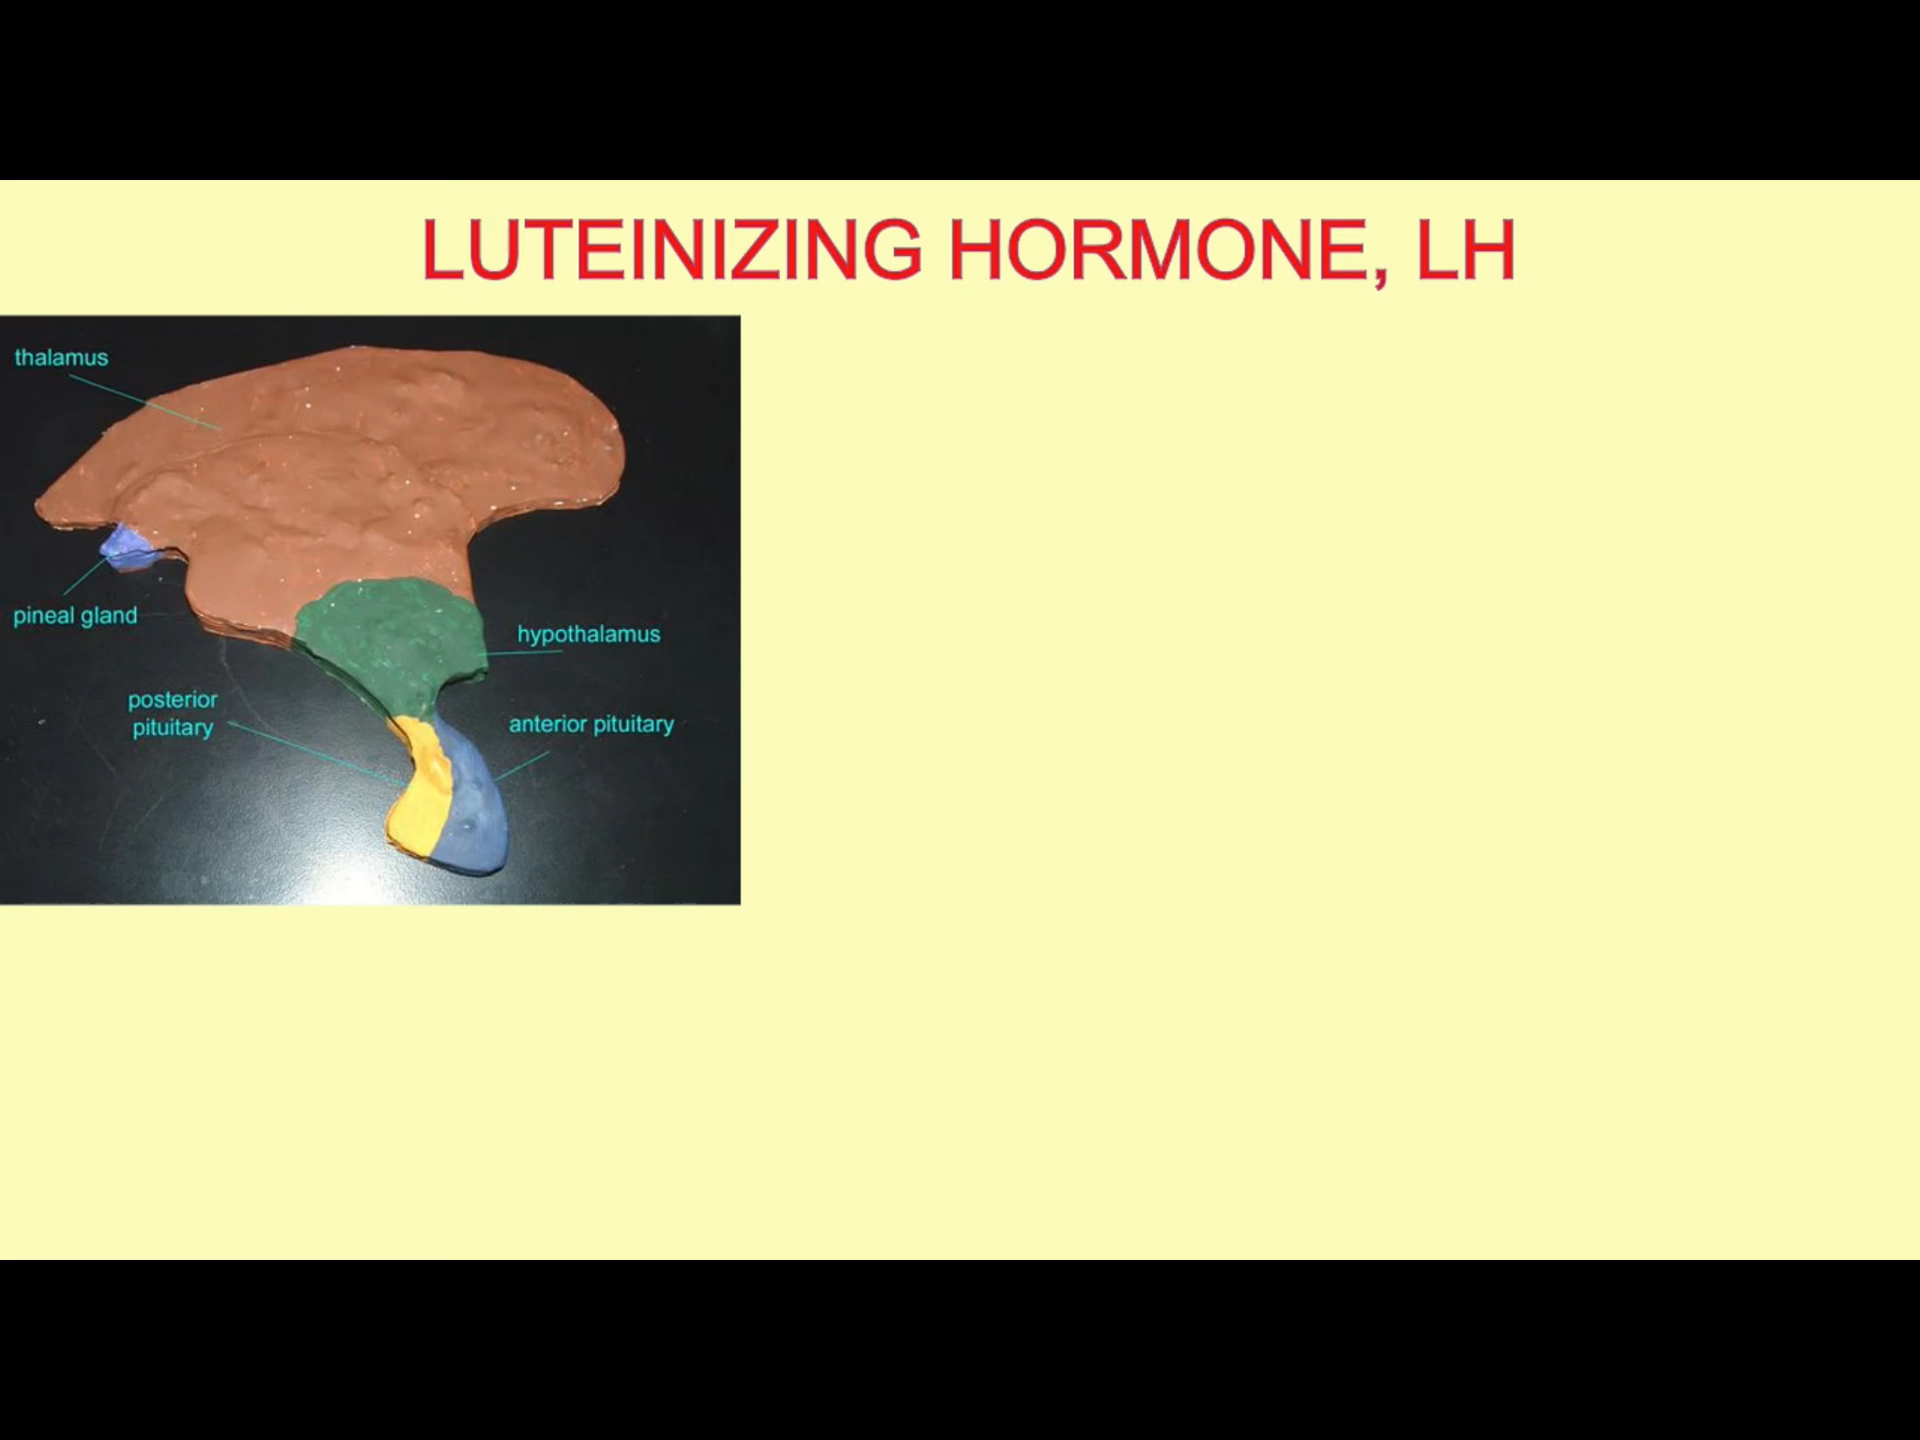 LUTEINIZING HORMONE, LH
thalamus
pineal gland
hypothalamus
posterior
pituitary
anterior pituitary